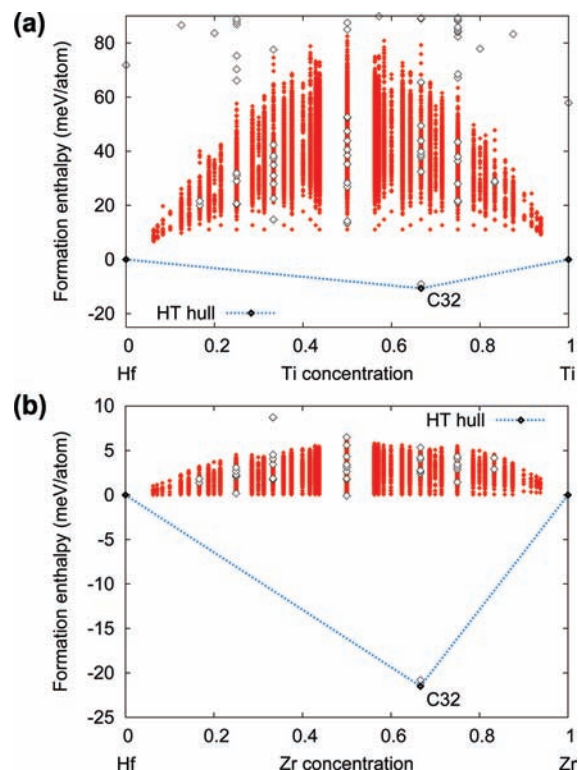 (a)
Formation enthalpy (meV/atom)
80
60
40
20
0
-20
HT hull
C32
0 0.2 0.4 0.6 0.8 1
Hf Ti concentration Ti
(b)
Formation enthalpy (meV/atom)
10
5
0
-5
-10
-15
-20
-25
HT hull
C32
0 0.2 0.4 0.6 0.8 1
Hf Zr concentration Zr